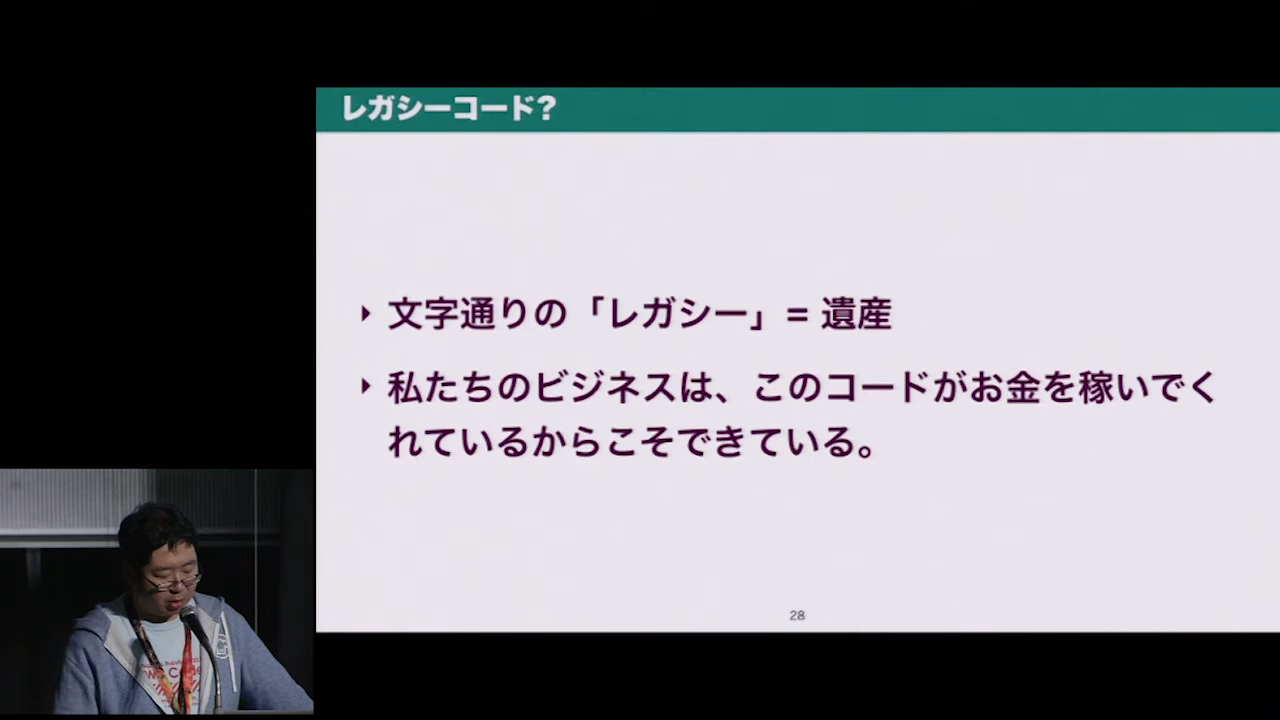 レガシーコード?
文字通りの「レガシー」= 遺産
私たちのビジネスは、このコードがお金を稼いでく
れているからこそできている。
28